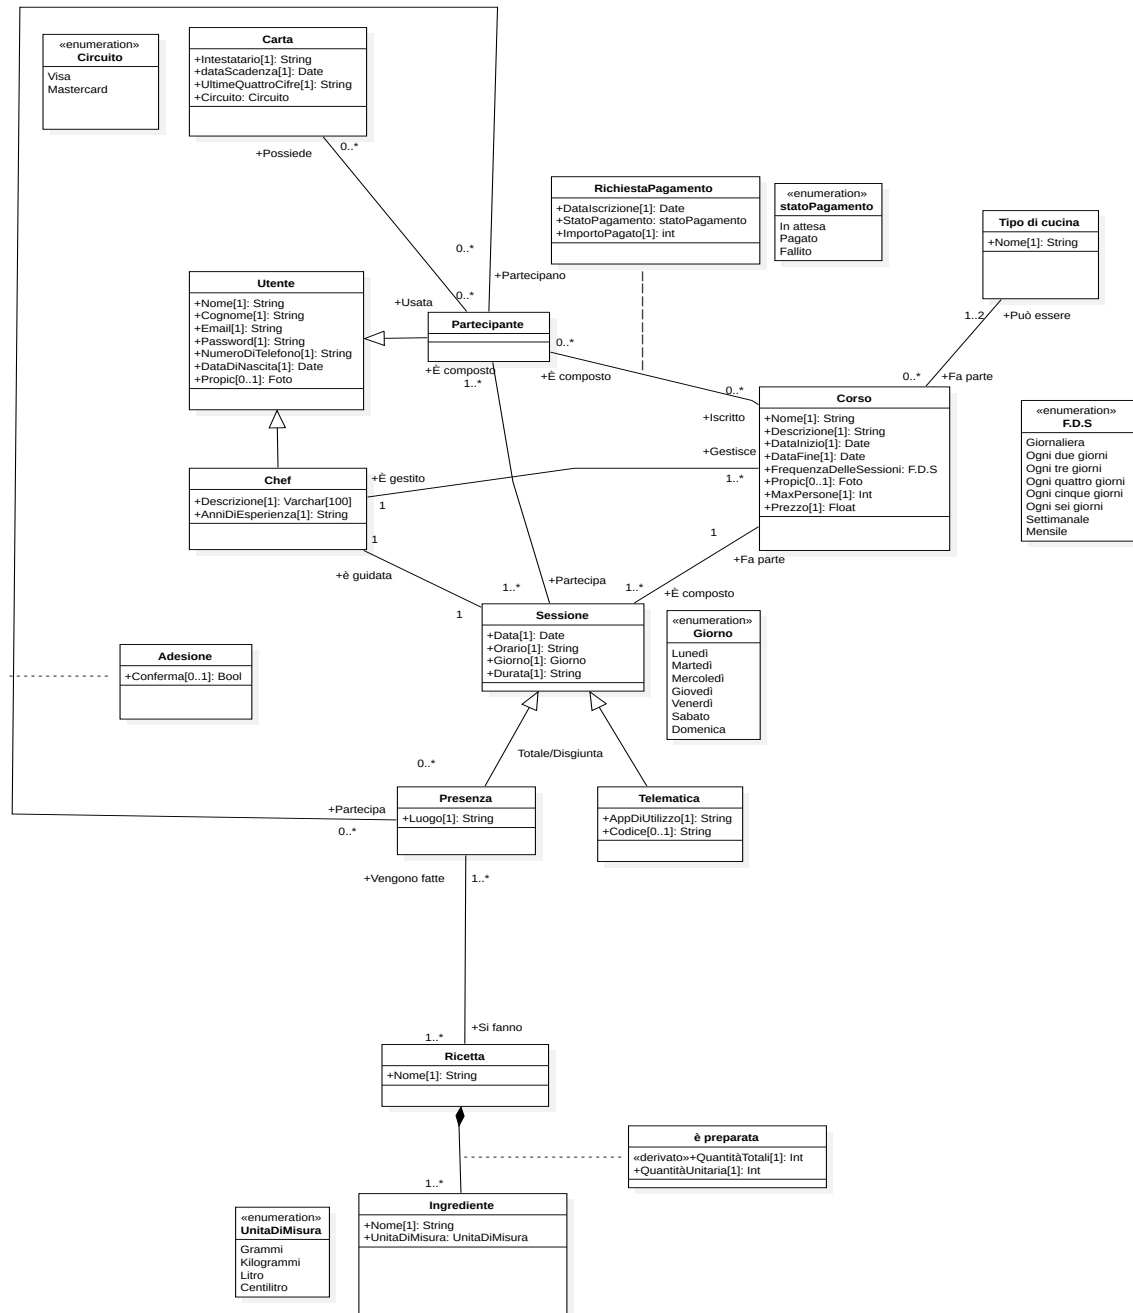 «enumeration»
Circuito
Visa
Mastercard
Carta
+Intestatario[1]: String
+dataScadenza[1]: Date
+UltimeQuattroCifre[1]: String
+Circuito: Circuito
+Possiede
0..*
RichiestaPagamento
+DataIscrizione[1]: Date
+StatoPagamento: statoPagamento
+ImportoPagato[1]: int
«enumeration»
statoPagamento
In attesa
Pagato
Fallito
Tipo di cucina
+Nome[1]: String
0..*
+Partecipano
Utente
+Nome[1]: String
+Cognome[1]: String
+Email[1]: String
+Password[1]: String
+NumeroDiTelefono[1]: String
+DataDiNascita[1]: Date
+Propic[0..1]: Foto
+Usata
0..*
Partecipante
0..*
+È composto
1..*
+È composto
1..2
+Può essere
0..*
+Fa parte
0..*
+Iscritto
Corso
+Nome[1]: String
+Descrizione[1]: String
+DataInizio[1]: Date
+DataFine[1]: Date
+FrequenzaDelleSessioni: F.D.S
+Propic[0..1]: Foto
+MaxPersone[1]: Int
+Prezzo[1]: Float
«enumeration»
F.D.S
Giornaliera
Ogni due giorni
Ogni tre giorni
Ogni quattro giorni
Ogni cinque giorni
Ogni sei giorni
Settimanale
Mensile
+Gestisce
1..*
Chef
+Descrizione[1]: Varchar[100]
+AnniDiEsperienza[1]: String
+È gestito
1
1
+è guidata
1
1
+Fa parte
1..*
+Partecipa
1..*
+È composto
Sessione
+Data[1]: Date
+Orario[1]: String
+Giorno[1]: Giorno
+Durata[1]: String
«enumeration»
Giorno
Lunedì
Martedì
Mercoledì
Giovedì
Venerdì
Sabato
Domenica
Adesione
+Conferma[0..1]: Bool
Totale/Disgiunta
0..*
Presenza
+Luogo[1]: String
+Partecipa
0..*
Telematica
+AppDiUtilizzo[1]: String
+Codice[0..1]: String
+Vengono fatte
1..*
+Si fanno
1..*
Ricetta
+Nome[1]: String
è preparata
«derivato»+QuantitàTotali[1]: Int
+QuantitàUnitaria[1]: Int
1..*
Ingrediente
+Nome[1]: String
+UnitaDiMisura: UnitaDiMisura
«enumeration»
UnitaDiMisura
Grammi
Kilogrammi
Litro
Centilitro